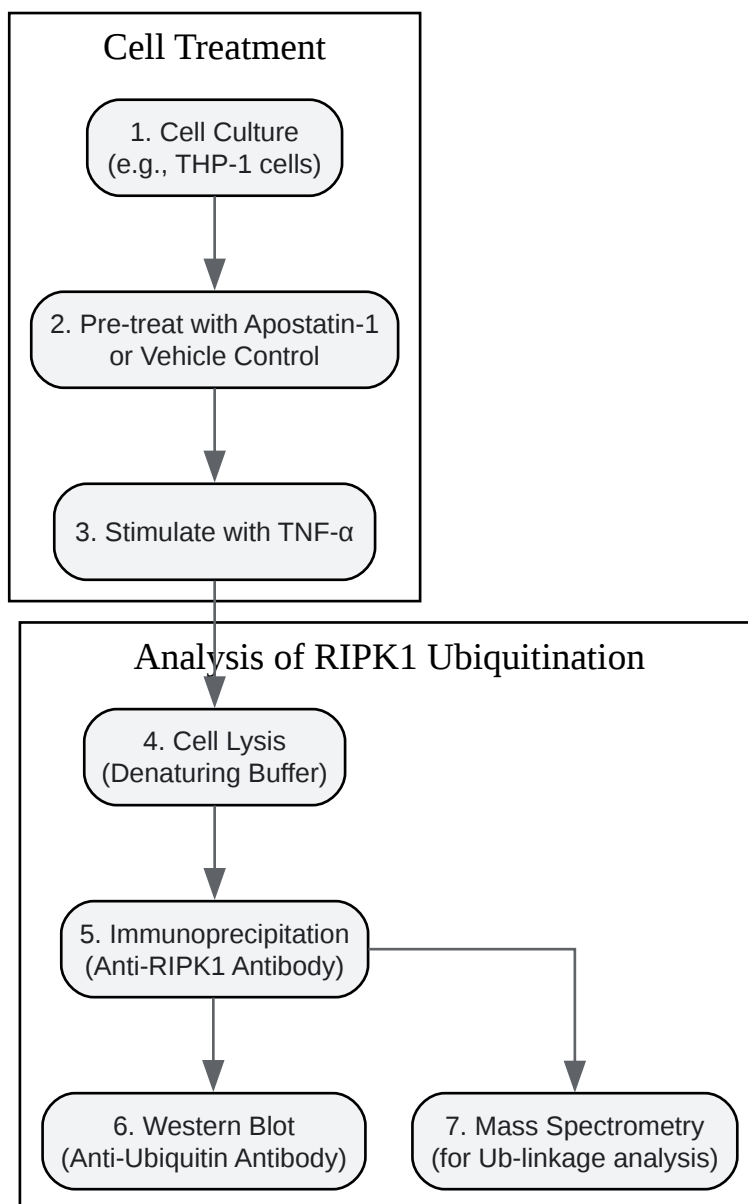 Cell Treatment
1. Cell Culture
(e.g., THP-1 cells)
2. Pre-treat with Apostatin-1
or Vehicle Control
3. Stimulate with TNF-α
Analysis of RIPK1 Ubiquitination
4. Cell Lysis
(Denaturing Buffer)
5. Immunoprecipitation
(Anti-RIPK1 Antibody)
6. Western Blot
(Anti-Ubiquitin Antibody)
7. Mass Spectrometry
(for Ub-linkage analysis)